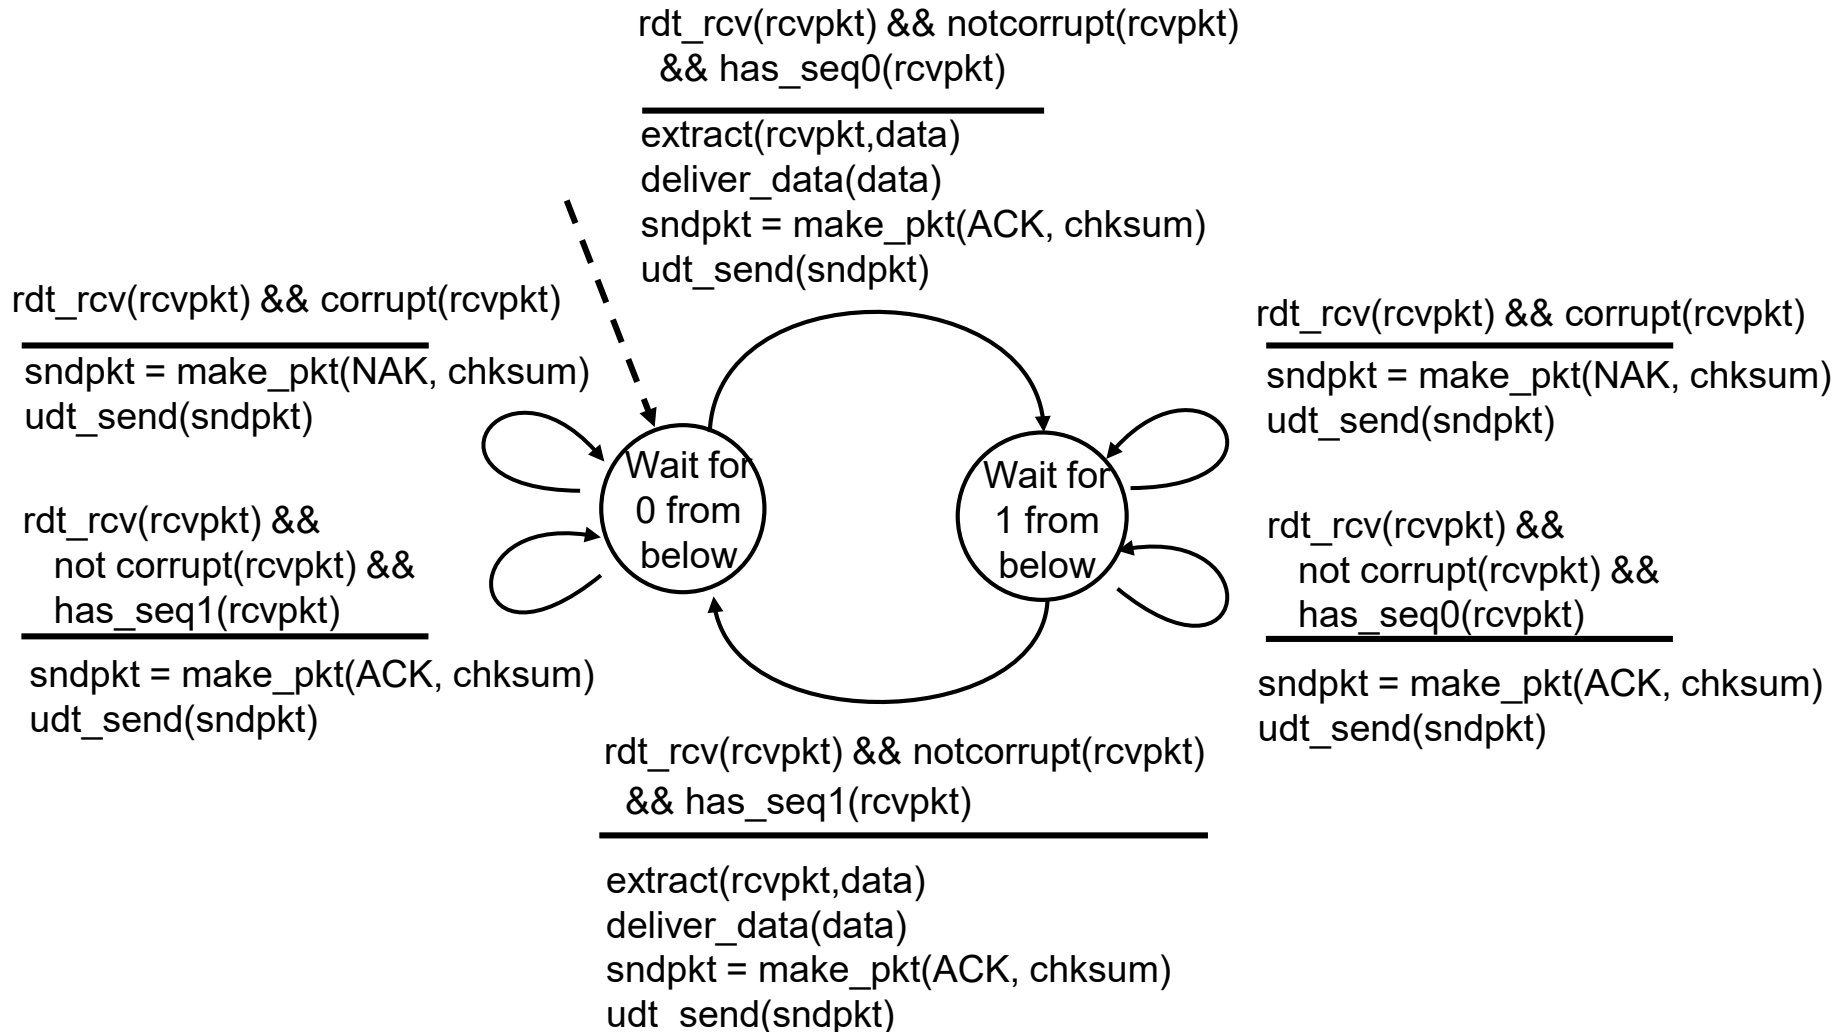 rdt_rcv(rcvpkt) && notcorrupt(rcvpkt)
&& has_seq0(rcvpkt)
extract(rcvpkt,data)
deliver_data(data)
sndpkt = make_pkt(ACK, chksum)
udt_send(sndpkt)
rdt_rcv(rcvpkt) && corrupt(rcvpkt)
sndpkt = make_pkt(NAK, chksum)
udt_send(sndpkt)
rdt_rcv(rcvpkt) &&
not corrupt(rcvpkt) &&
has_seq1(rcvpkt)
sndpkt = make_pkt(ACK, chksum)
udt_send(sndpkt)
Wait for
0 from
below
Wait for
1 from
below
rdt_rcv(rcvpkt) && corrupt(rcvpkt)
sndpkt = make_pkt(NAK, chksum)
udt_send(sndpkt)
rdt_rcv(rcvpkt) &&
not corrupt(rcvpkt) &&
has_seq0(rcvpkt)
sndpkt = make_pkt(ACK, chksum)
udt_send(sndpkt)
rdt_rcv(rcvpkt) && notcorrupt(rcvpkt)
&& has_seq1(rcvpkt)
extract(rcvpkt,data)
deliver_data(data)
sndpkt = make_pkt(ACK, chksum)
udt_send(sndpkt)